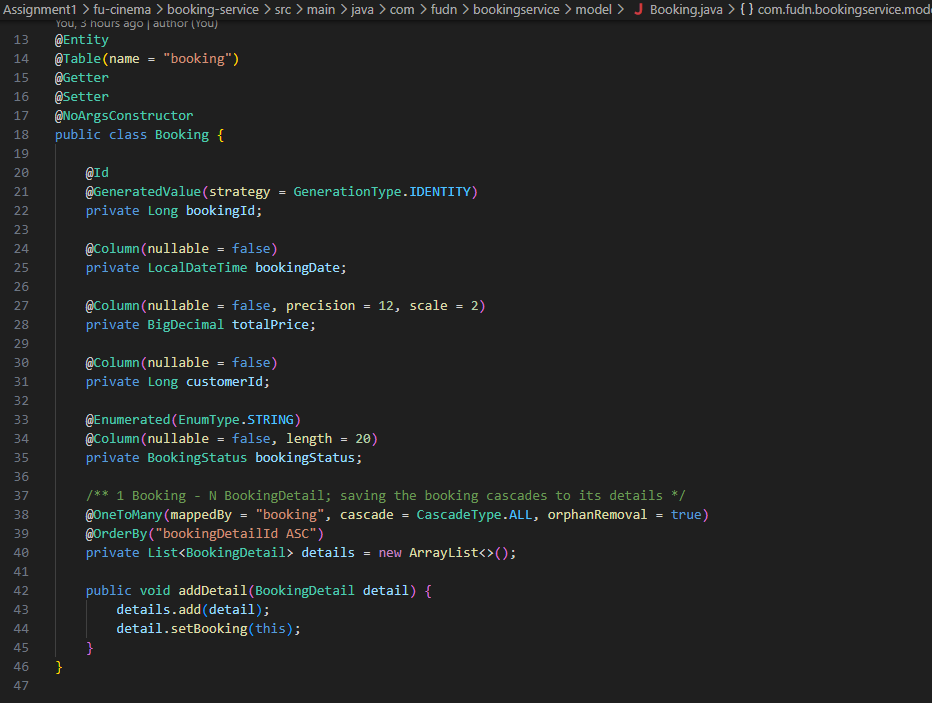 Assignment1 > fu-cinema > booking-service > src > main > java > com > fudn > bookingservice > model > J Booking.java > {} com.fudn.bookingservice.mod
You, 3 hours ago | author (You)
13 @Entity
14 @Table(name = "booking")
15 @Getter
16 @Setter
17 @NoArgsConstructor
18 public class Booking {
19
20     @Id
21     @GeneratedValue(strategy = GenerationType.IDENTITY)
22     private Long bookingId;
23
24     @Column(nullable = false)
25     private LocalDateTime bookingDate;
26
27     @Column(nullable = false, precision = 12, scale = 2)
28     private BigDecimal totalPrice;
29
30     @Column(nullable = false)
31     private Long customerId;
32
33     @Enumerated(EnumType.STRING)
34     @Column(nullable = false, length = 20)
35     private BookingStatus bookingStatus;
36
37     /** 1 Booking - N BookingDetail; saving the booking cascades to its details */
38     @OneToMany(mappedBy = "booking", cascade = CascadeType.ALL, orphanRemoval = true)
39     @OrderBy("bookingDetailId ASC")
40     private List<BookingDetail> details = new ArrayList<>();
41
42     public void addDetail(BookingDetail detail) {
43         details.add(detail);
44         detail.setBooking(this);
45     }
46 }
47